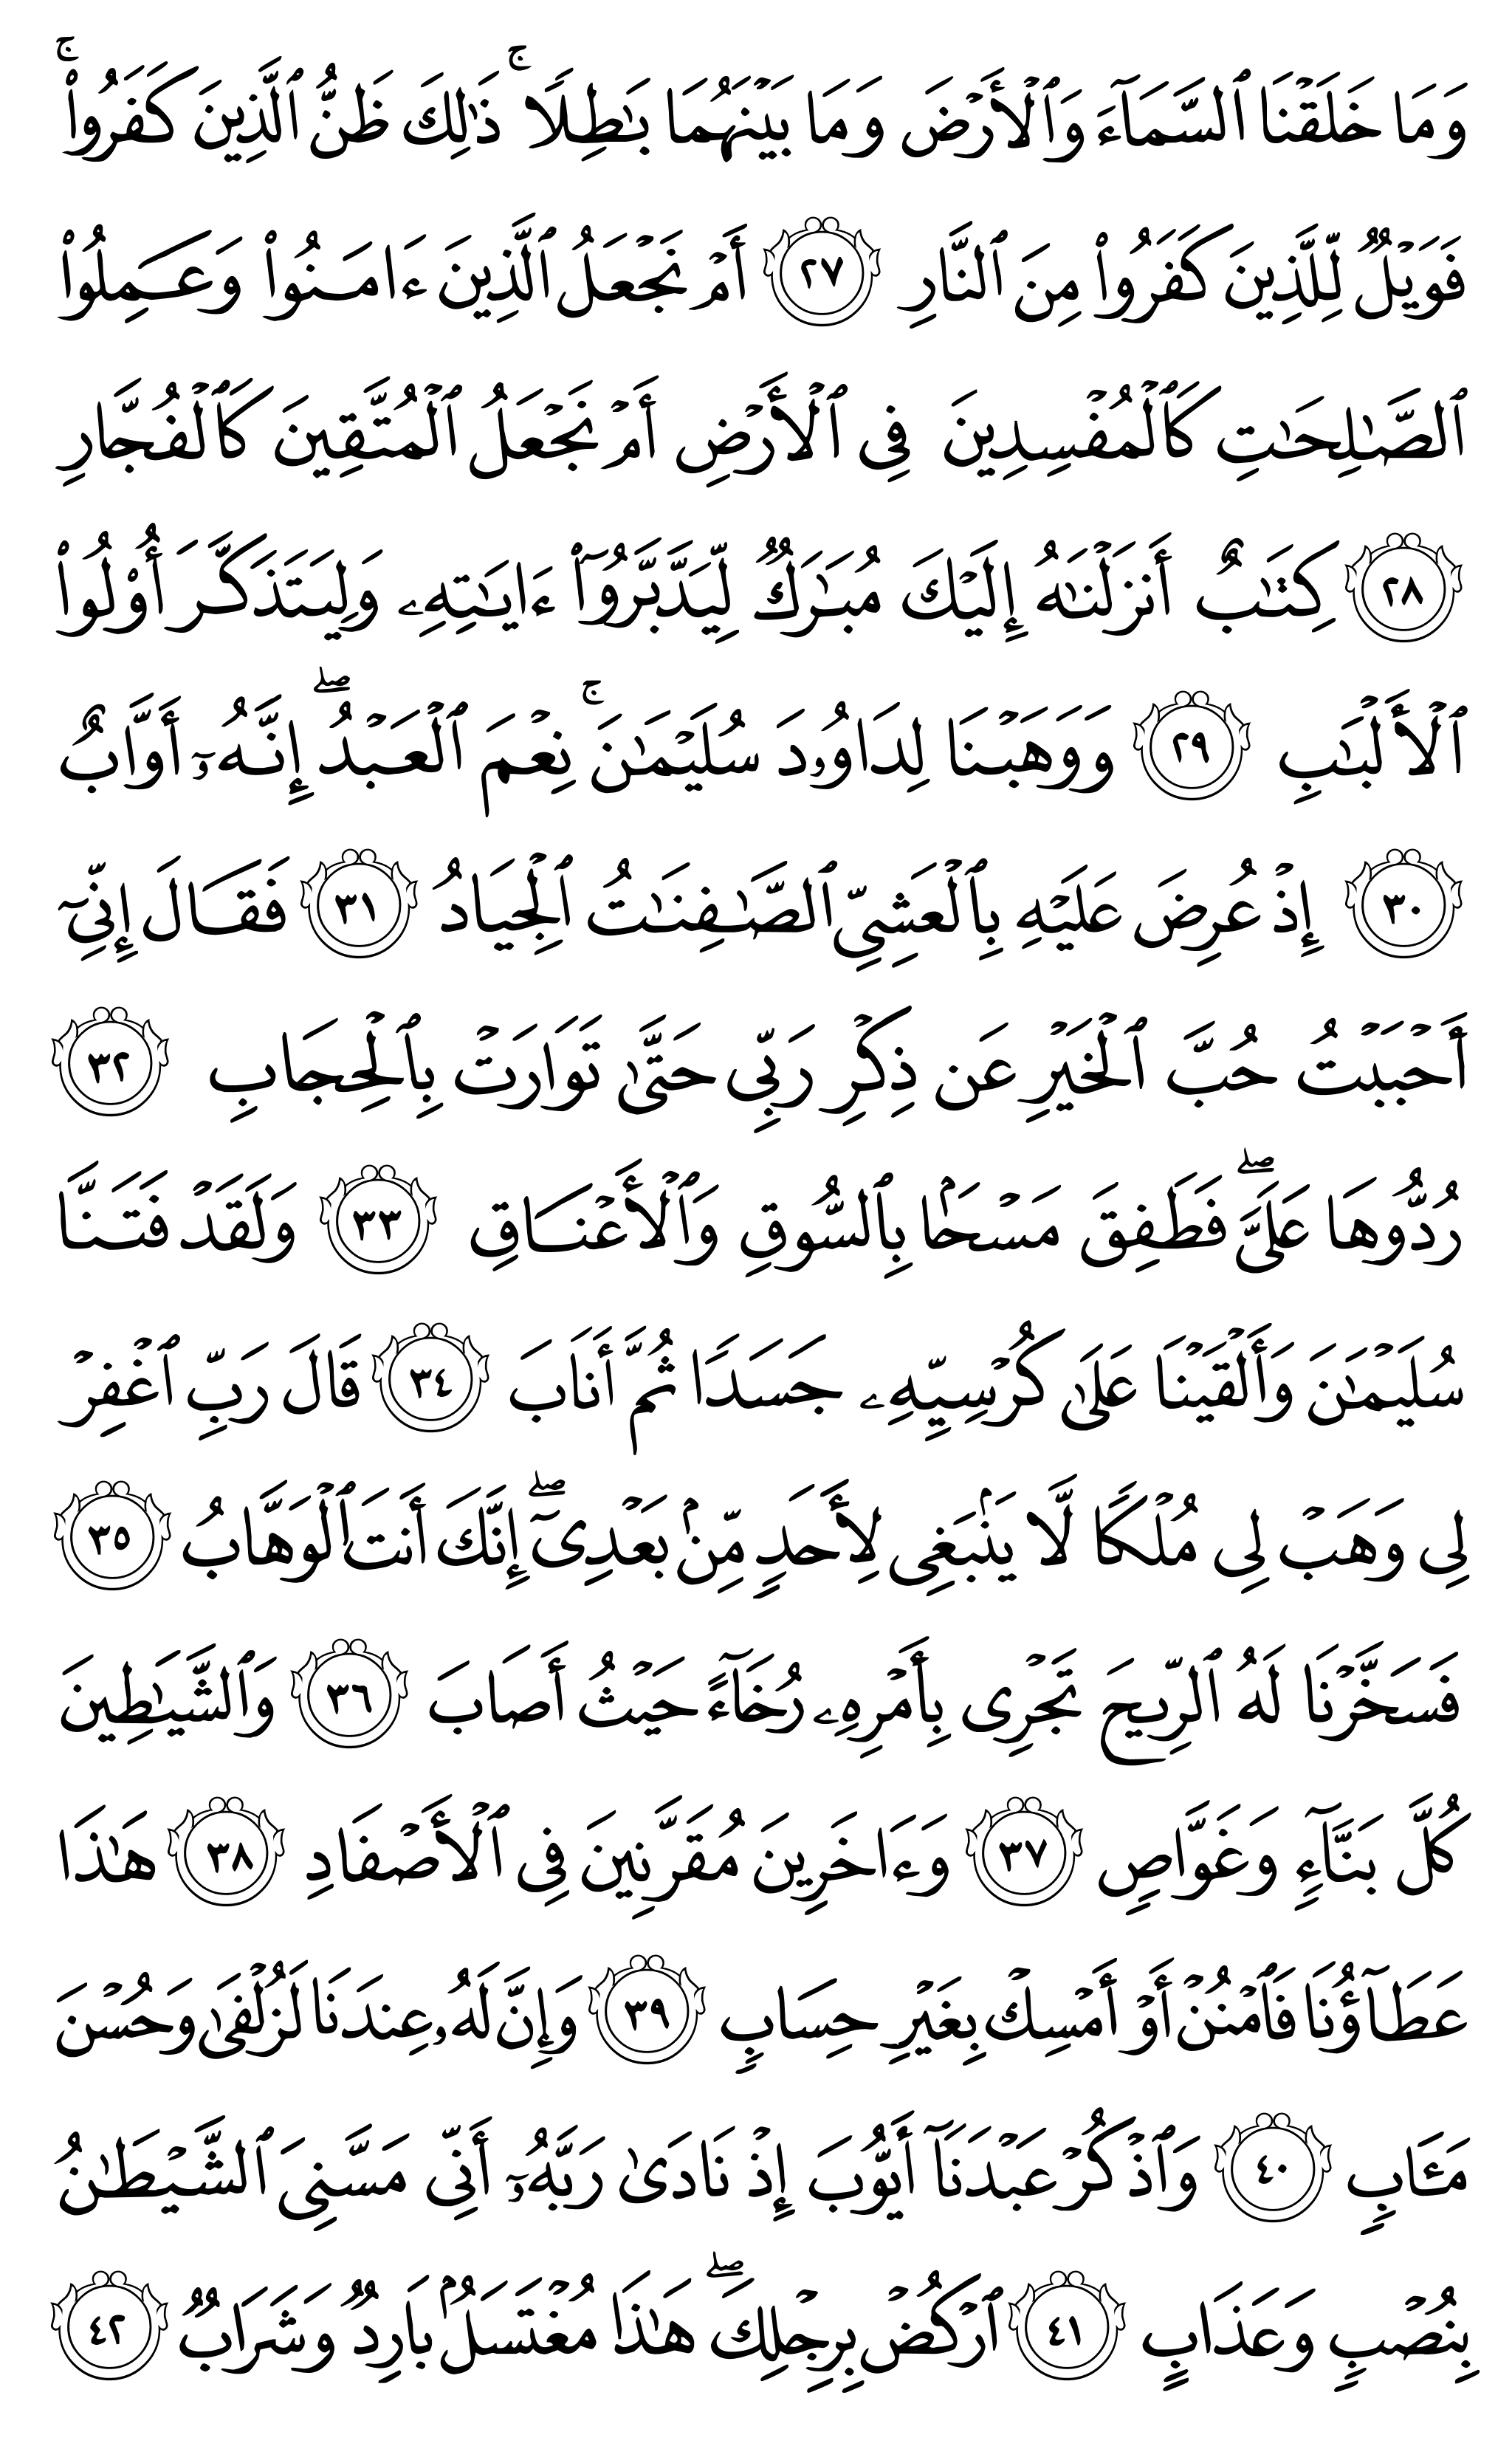 وَمَا خَلَقْنَا ٱلسَّمَآءَ وَٱلْأَرْضَ وَمَا بَيْنَهُمَا بَٰطِلًا ۚ ذَٰلِكَ ظَنُّ ٱلَّذِينَ كَفَرُوا۟ ۚ
فَوَيْلٌ لِّلَّذِينَ كَفَرُوا۟ مِنَ ٱلنَّارِ ٢٧ أَمْ نَجْعَلُ ٱلَّذِينَ ءَامَنُوا۟ وَعَمِلُوا۟
ٱلصَّٰلِحَٰتِ كَٱلْمُفْسِدِينَ فِى ٱلْأَرْضِ أَمْ نَجْعَلُ ٱلْمُتَّقِينَ كَٱلْفُجَّارِ
٢٨ كِتَٰبٌ أَنزَلْنَٰهُ إِلَيْكَ مُبَٰرَكٌ لِّيَدَّبَّرُوٓا۟ ءَايَٰتِهِۦ وَلِيَتَذَكَّرَ أُو۟لُوا۟
ٱلْأَلْبَٰبِ ٢٩ وَوَهَبْنَا لِدَاوُۥدَ سُلَيْمَٰنَ ۚ نِعْمَ ٱلْعَبْدُ ۖ إِنَّهُۥٓ أَوَّابٌ
٣٠ إِذْ عُرِضَ عَلَيْهِ بِٱلْعَشِىِّ ٱلصَّٰفِنَٰتُ ٱلْجِيَادُ ٣١ فَقَالَ إِنِّىٓ
أَحْبَبْتُ حُبَّ ٱلْخَيْرِ عَن ذِكْرِ رَبِّى حَتَّىٰ تَوَارَتْ بِٱلْحِجَابِ ٣٢
رُدُّوهَا عَلَىَّ ۖ فَطَفِقَ مَسْحًۢا بِٱلسُّوقِ وَٱلْأَعْنَاقِ ٣٣ وَلَقَدْ فَتَنَّا
سُلَيْمَٰنَ وَأَلْقَيْنَا عَلَىٰ كُرْسِيِّهِۦ جَسَدًا ثُمَّ أَنَابَ ٣٤ قَالَ رَبِّ ٱغْفِرْ
لِى وَهَبْ لِى مُلْكًا لَّا يَنۢبَغِى لِأَحَدٍ مِّنۢ بَعْدِىٓ ۖ إِنَّكَ أَنتَ ٱلْوَهَّابُ ٣٥
فَسَخَّرْنَا لَهُ ٱلرِّيحَ تَجْرِى بِأَمْرِهِۦ رُخَآءً حَيْثُ أَصَابَ ٣٦ وَٱلشَّيَٰطِينَ
كُلَّ بَنَّآءٍ وَغَوَّاصٍ ٣٧ وَءَاخَرِينَ مُقَرَّنِينَ فِى ٱلْأَصْفَادِ ٣٨ هَٰذَا
عَطَآؤُنَا فَٱمْنُنْ أَوْ أَمْسِكْ بِغَيْرِ حِسَابٍ ٣٩ وَإِنَّ لَهُۥ عِندَنَا لَزُلْفَىٰ وَحُسْنَ
مَـَٔابٍ ٤٠ وَٱذْكُرْ عَبْدَنَآ أَيُّوبَ إِذْ نَادَىٰ رَبَّهُۥٓ أَنِّى مَسَّنِىَ ٱلشَّيْطَٰنُ
بِنُصْبٍ وَعَذَابٍ ٤١ ٱرْكُضْ بِرِجْلِكَ ۖ هَٰذَا مُغْتَسَلٌۢ بَارِدٌ وَشَرَابٌ ٤٢